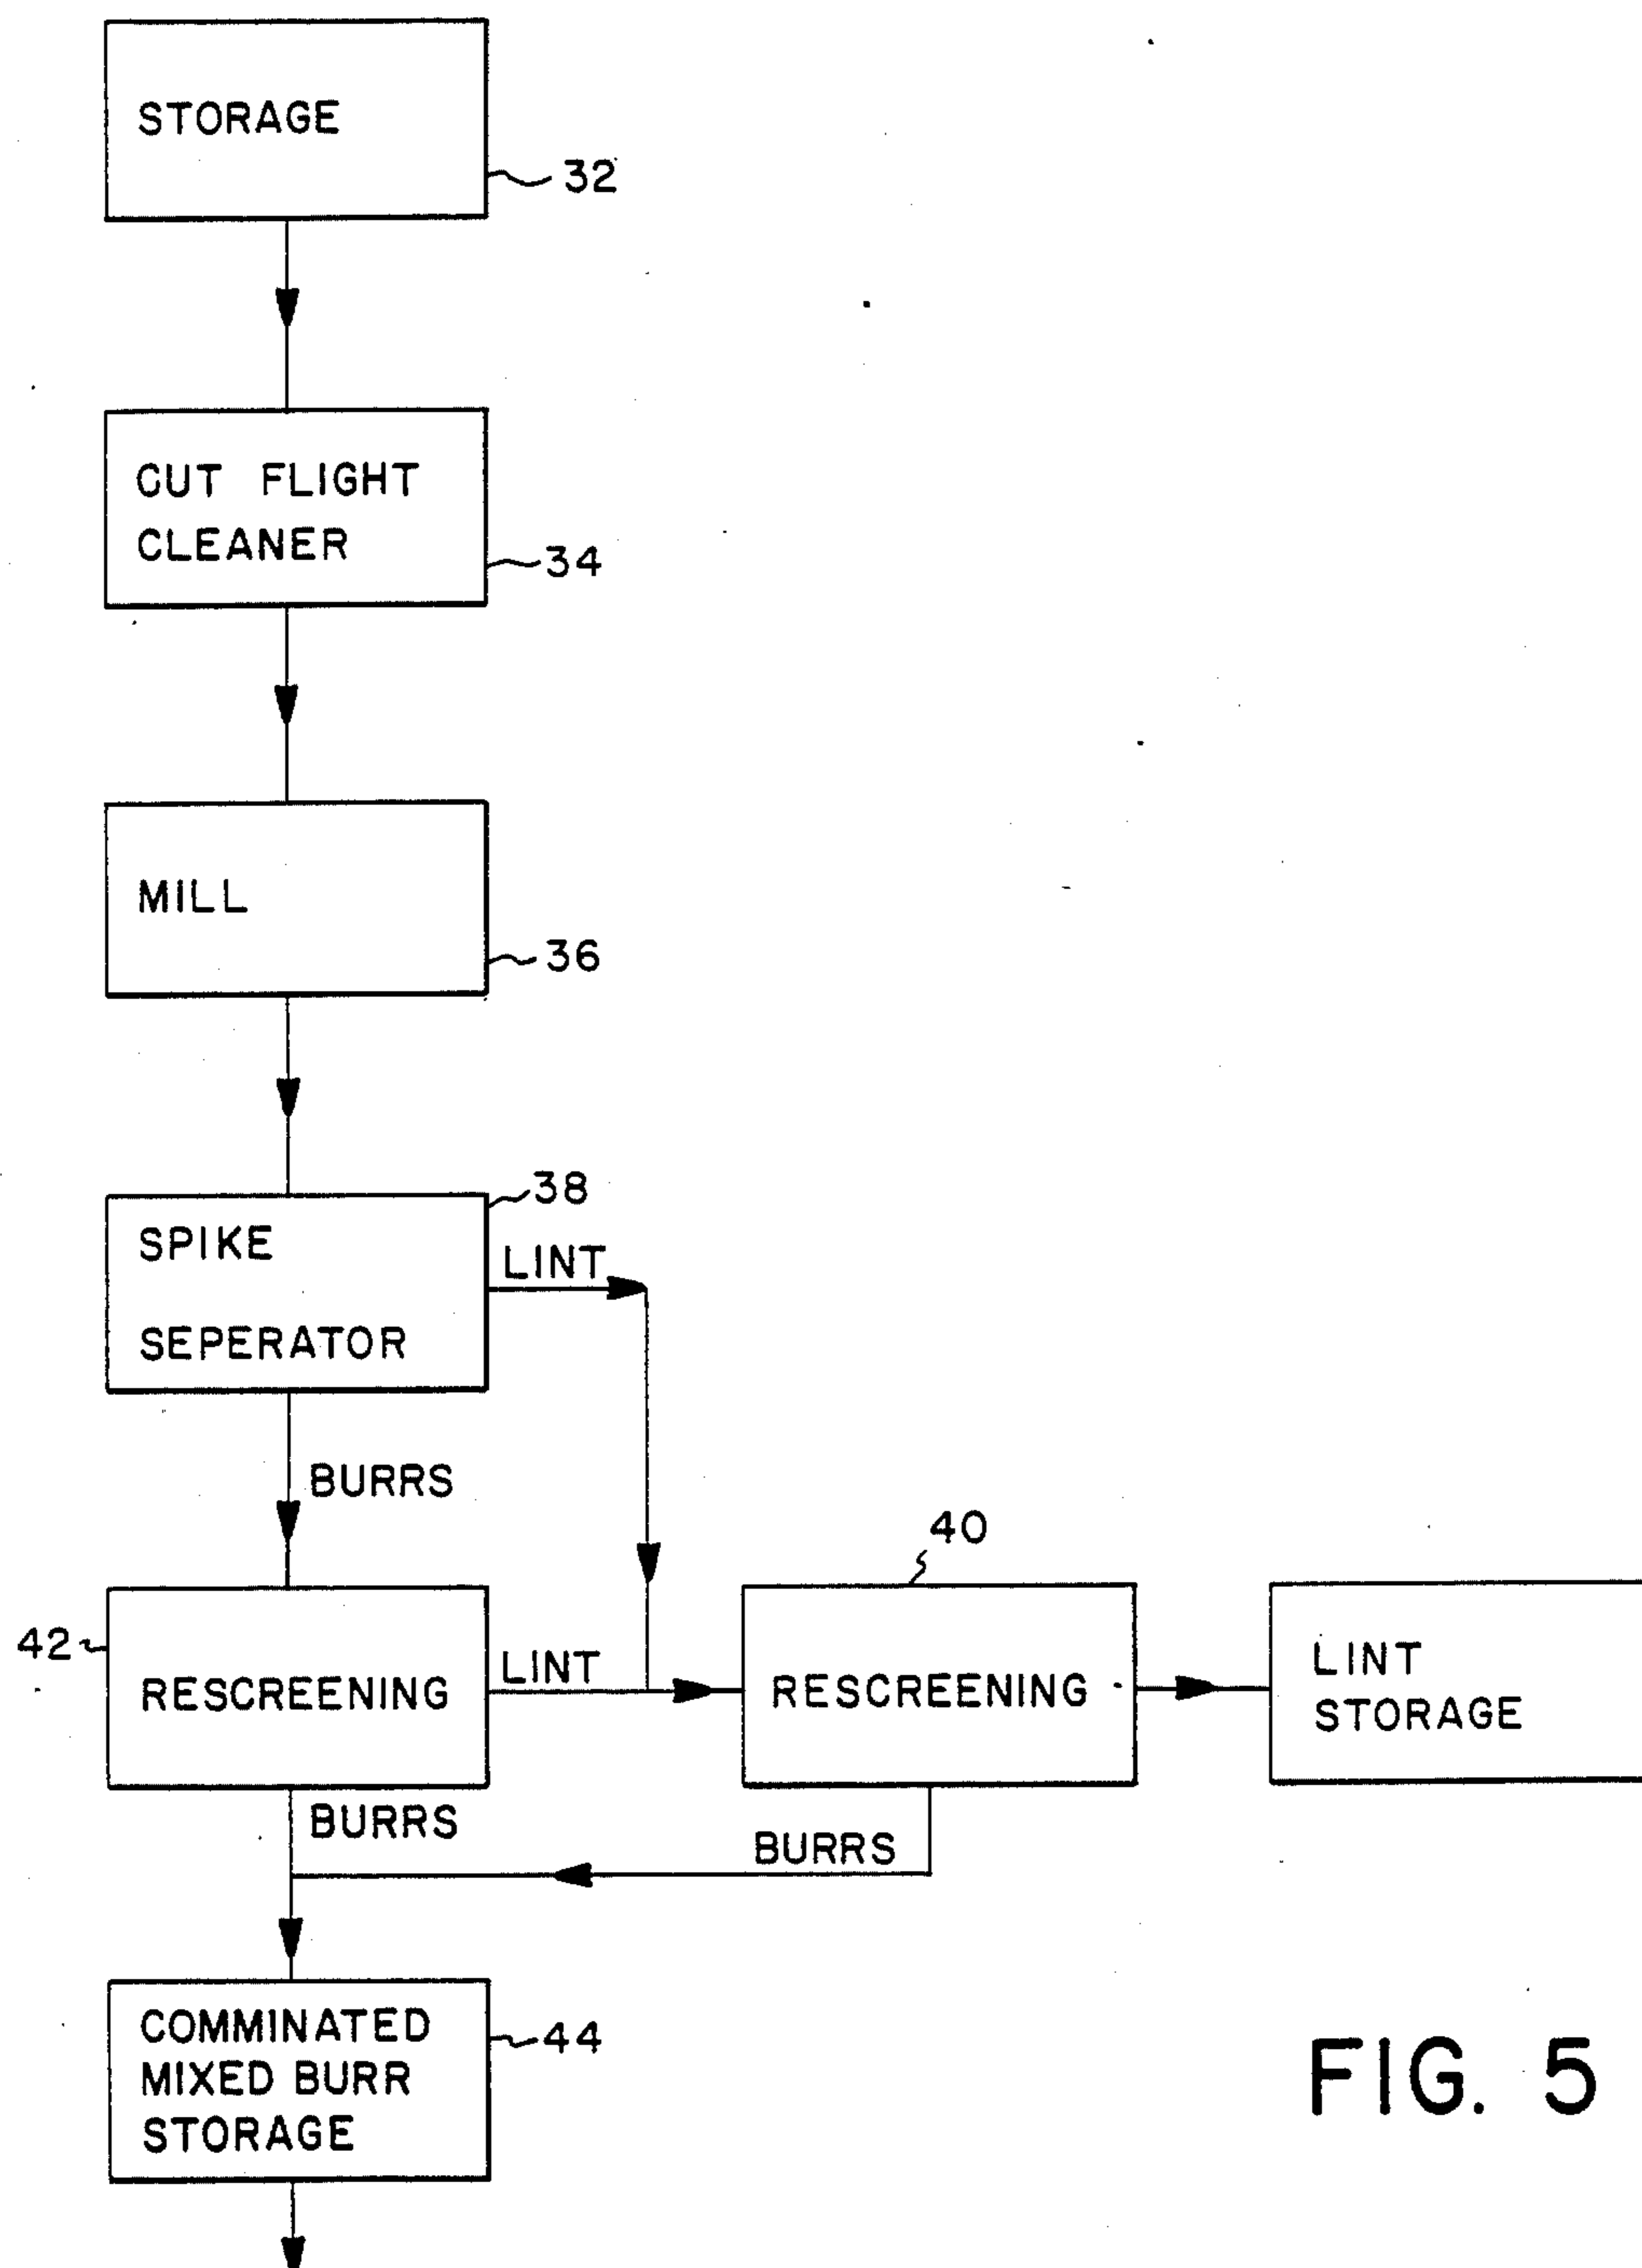 STORAGE
32
CUT FLIGHT
CLEANER
34
MILL
36
38
SPIKE
LINT
SEPERATOR
BURRS
40
42
RESCREENING
LINT
RESCREENING
LINT
STORAGE
BURRS
BURRS
COMMINATED
MIXED BURR
STORAGE
44
FIG. 5